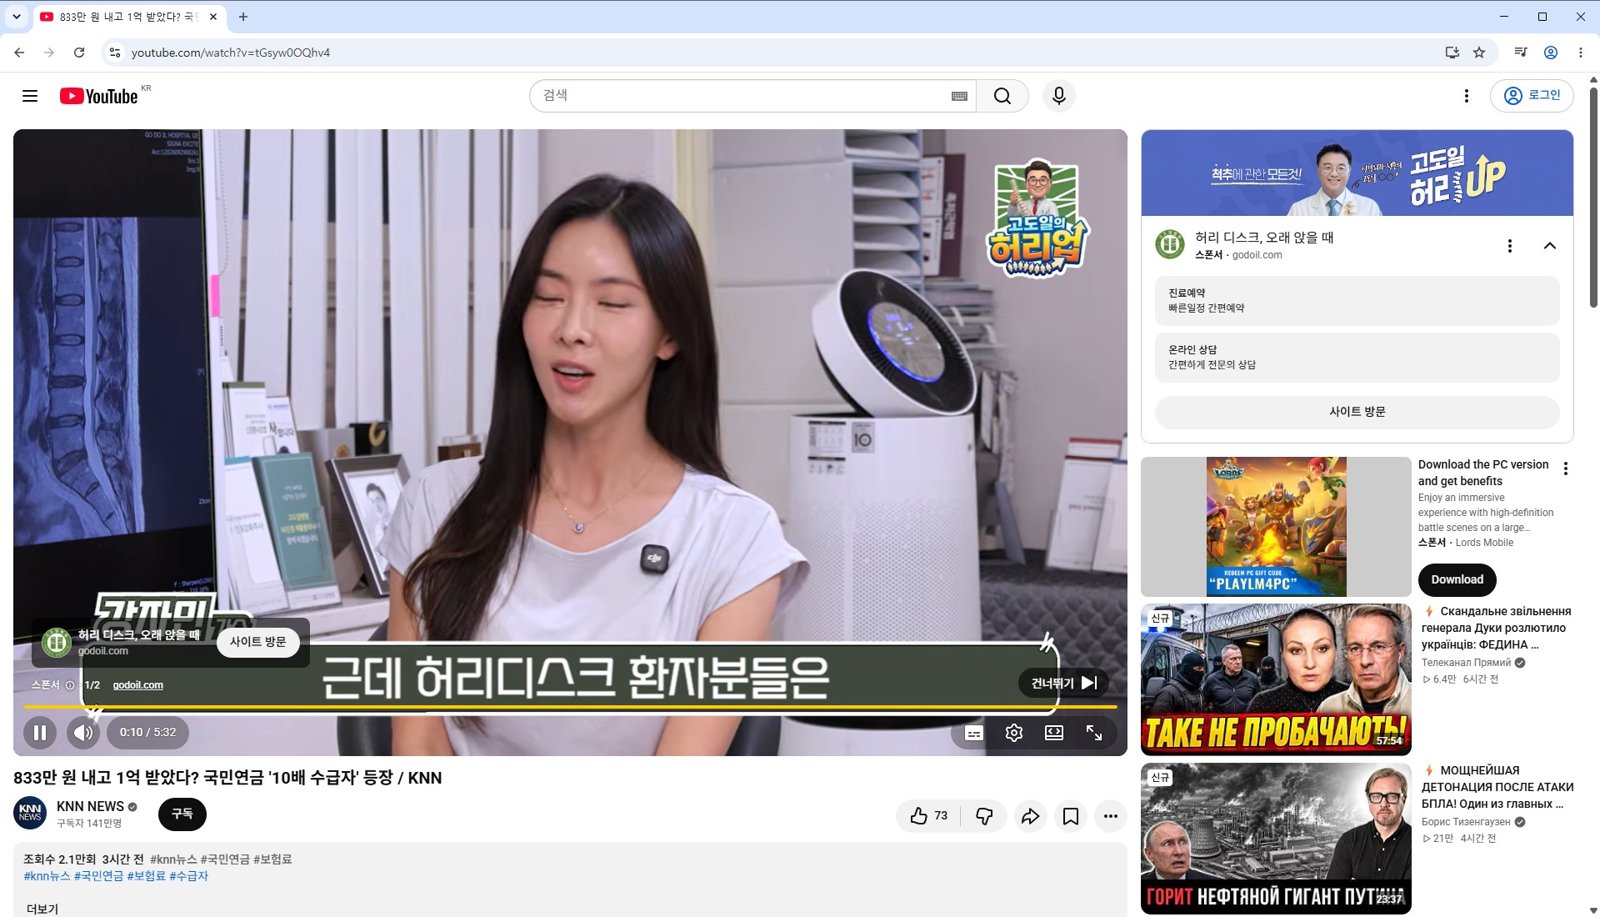 833만 원 내고 1억 받았다? 국
youtube.com/watch?v=tGsyw0OQhv4
YouTube KR
검색
로그인
GO DO IL HOSPITAL
고도일의
허리업
10
허리 디스크, 오래 앉을 때
godoil.com
사이트 방문
스폰서 · 1/2 godoil.com
근데 허리디스크 환자분들은
건너뛰기
0:10 / 5:32
833만 원 내고 1억 받았다? 국민연금 '10배 수급자' 등장 / KNN
KNN NEWS
KNN NEWS
구독자 141만명
구독
73
조회수 2.1만회 3시간 전 #knn뉴스 #국민연금 #보험료
#knn뉴스 #국민연금 #보험료 #수급자
더보기
척추에 관한 모든것!
고도일
허리UP
허리 디스크, 오래 앉을 때
스폰서 · godoil.com
진료예약
빠른일정 간편예약
온라인 상담
간편하게 전문의 상담
사이트 방문
LORDS
REDEEM PC GIFT CODE
"PLAYLM4PC"
Download the PC version
and get benefits
Enjoy an immersive
experience with high-definition
battle scenes on a large...
스폰서 · Lords Mobile
Download
신규
TAKE НЕ ПРОБАЧАЮТЬ!
57:54
Скандальне звільнення
генерала Дуки розлютило
українців: ФЕДИНА ...
Телеканал Прямий
6.4만 6시간 전
신규
ГОРИТ НЕФТЯНОЙ ГИГАНТ ПУТИНА
23:37
МОЩНЕЙШАЯ
ДЕТОНАЦИЯ ПОСЛЕ АТАКИ
БПЛА! Один из главных ...
Борис Тизенгаузен
21만 4시간 전